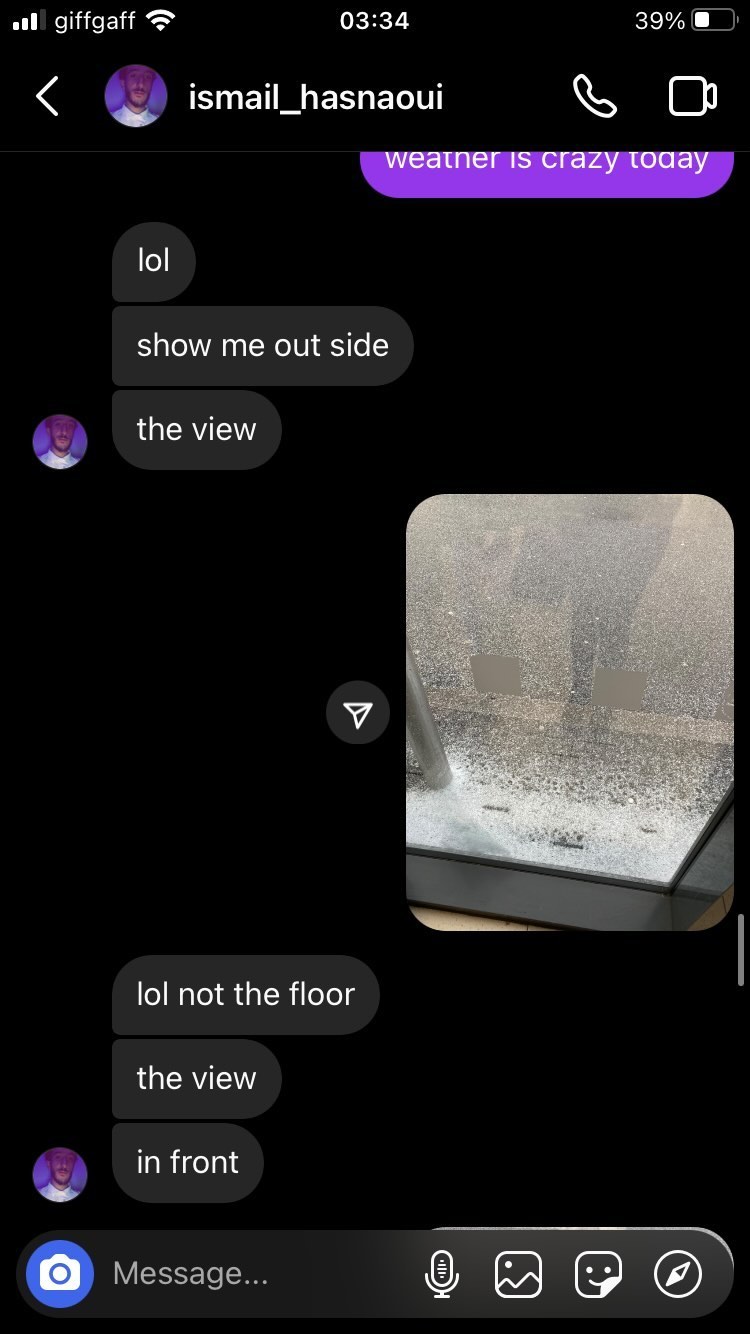 giffgaff
03:34
39%
ismail_hasnaoui
weather is crazy today
lol
show me out side
the view
lol not the floor
the view
in front
Message...